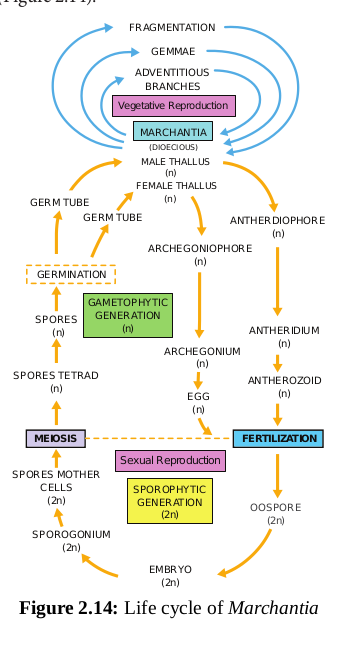 (Figure 2.14).
FRAGMENTATION
GEMMAE
ADVENTITIOUS
BRANCHES
Vegetative Reproduction
MARCHANTIA
(DIOECIOUS)
MALE THALLUS
(n)
FEMALE THALLUS
(n)
GERM TUBE
GERM TUBE
ANTHERDIOPHORE
(n)
ARCHEGONIOPHORE
(n)
GERMINATION
GAMETOPHYTIC
GENERATION
(n)
SPORES
(n)
ANTHERIDIUM
(n)
ARCHEGONIUM
(n)
SPORES TETRAD
(n)
ANTHEROZOID
(n)
EGG
(n)
MEIOSIS
FERTILIZATION
Sexual Reproduction
SPORES MOTHER
CELLS
(2n)
SPOROPHYTIC
GENERATION
(2n)
OOSPORE
(2n)
SPOROGONIUM
(2n)
EMBRYO
(2n)
Figure 2.14: Life cycle of Marchantia